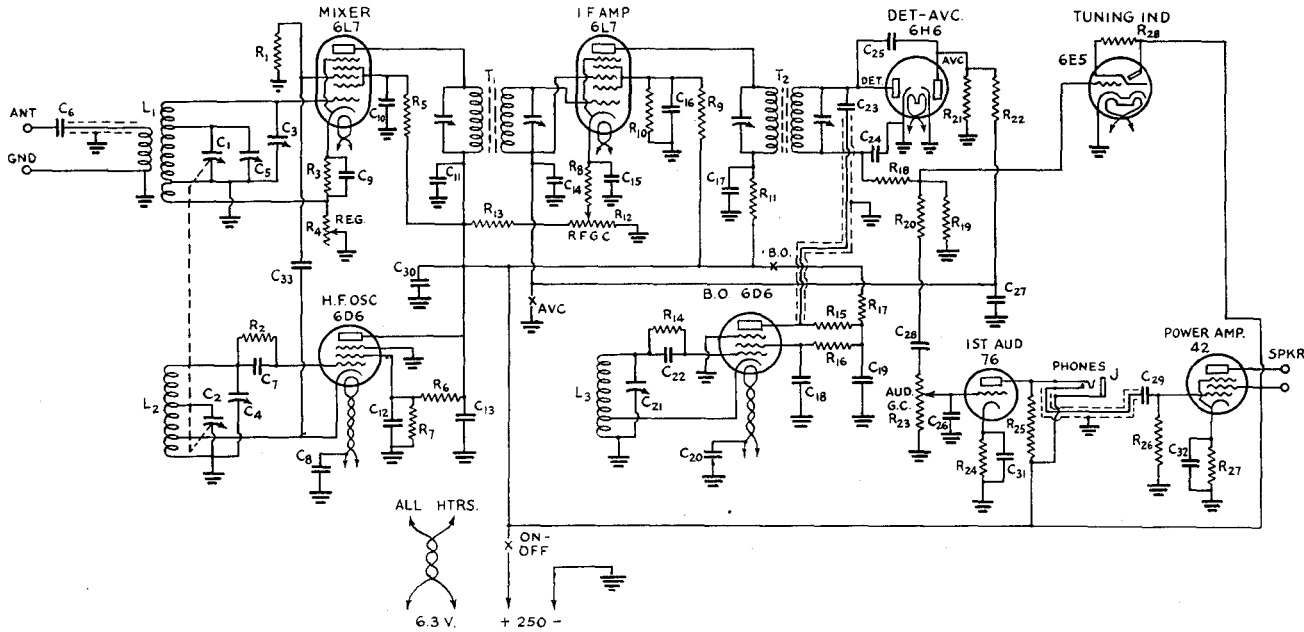 MIXER
6L7
I F AMP
6L7
DET-AVC.
6H6
TUNING IND
R28
6E5
C25
AVC
DET.
R1
C6
ANT
GND
L1
C1
C5
C3
C10
R5
T1
C16
R9
R10
T2
C23
C24
R21
R22
R3
C9
R4
REG.
C11
C14
R8
C15
C17
R11
R18
R20
R19
R13
R12
R F G C
C33
C30
B.O.
AVC
C27
H.F. OSC
6D6
B.O. 6D6
R17
R2
C7
R14
C22
R15
R16
C28
1ST AUD
76
PHONES
J
C29
POWER AMP.
42
SPKR
L2
C2
C4
C12
R6
R7
C13
L3
C21
C18
C19
AUD.
G.C.
R23
C26
R25
R26
C32
R27
C8
C20
R24
C31
ALL HTRS.
ON-
OFF
6.3 V.
+ 250 -